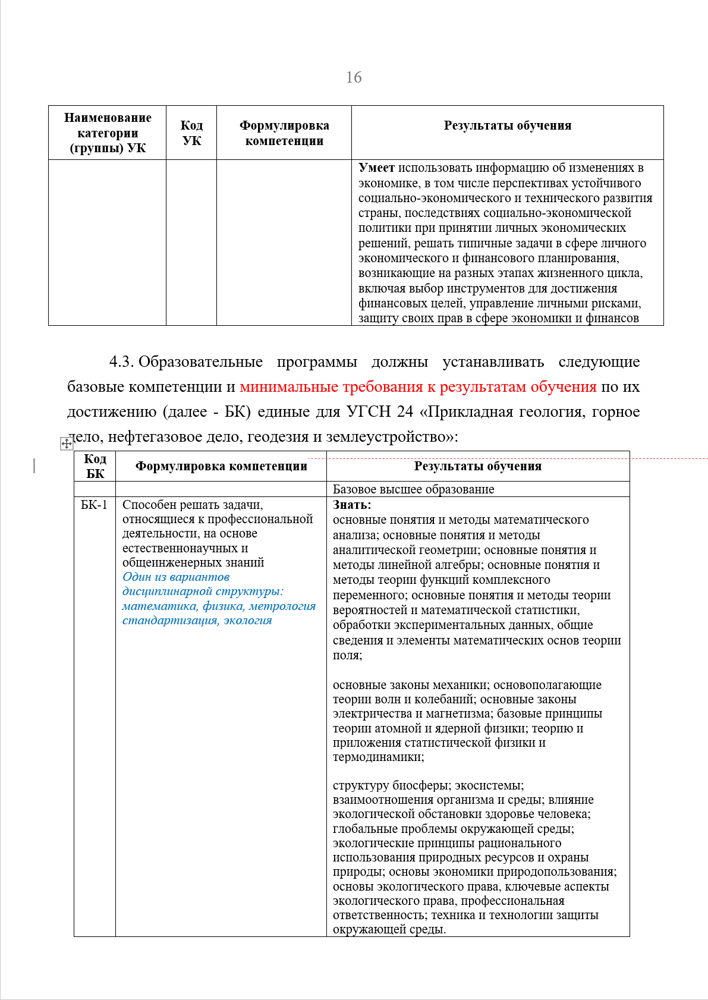 16
Наименование
категории
(группы) УК
Код
УК
Формулировка
компетенции
Результаты обучения
Умеет использовать информацию об изменениях в
экономике, в том числе перспективах устойчивого
социально-экономического и технического развития
страны, последствиях социально-экономической
политики при принятии личных экономических
решений, решать типичные задачи в сфере личного
экономического и финансового планирования,
возникающие на разных этапах жизненного цикла,
включая выбор инструментов для достижения
финансовых целей, управление личными рисками,
защиту своих прав в сфере экономики и финансов
4.3. Образовательные программы должны устанавливать следующие
базовые компетенции и минимальные требования к результатам обучения по их
достижению (далее - БК) единые для УГСН 24 «Прикладная геология, горное
дело, нефтегазовое дело, геодезия и землеустройство»:
Код
БК
Формулировка компетенции
Результаты обучения
Базовое высшее образование
БК-1
Способен решать задачи,
относящиеся к профессиональной
деятельности, на основе
естественнонаучных и
общеинженерных знаний
Один из вариантов
дисциплинарной структуры:
математика, физика, метрология
стандартизация, экология
Знать:
основные понятия и методы математического
анализа; основные понятия и методы
аналитической геометрии; основные понятия и
методы линейной алгебры; основные понятия и
методы теории функций комплексного
переменного; основные понятия и методы теории
вероятностей и математической статистики,
обработки экспериментальных данных, общие
сведения и элементы математических основ теории
поля;
основные законы механики; основополагающие
теории волн и колебаний; основные законы
электричества и магнетизма; базовые принципы
теории атомной и ядерной физики; теорию и
приложения статистической физики и
термодинамики;
структуру биосферы; экосистемы;
взаимоотношения организма и среды; влияние
экологической обстановки здоровье человека;
глобальные проблемы окружающей среды;
экологические принципы рационального
использования природных ресурсов и охраны
природы; основы экономики природопользования;
основы экологического права, ключевые аспекты
экологического права, профессиональная
ответственность; техника и технологии защиты
окружающей среды.